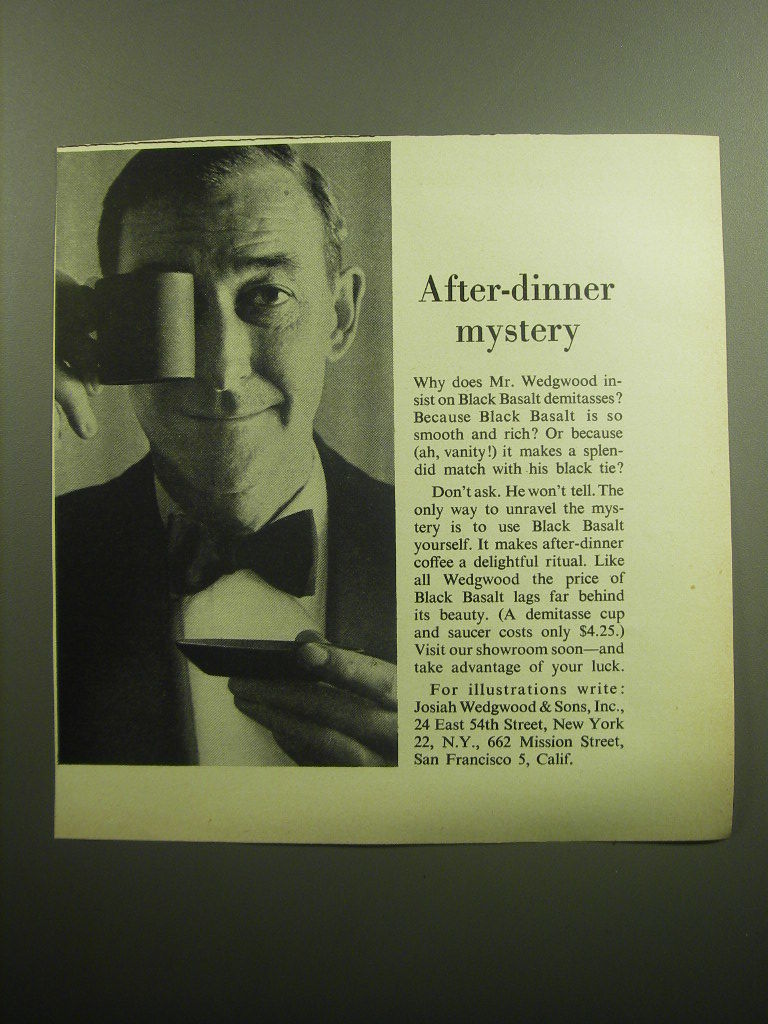 After-dinner
mystery
Why does Mr. Wedgwood in-
sist on Black Basalt demitasses?
Because Black Basalt is so
smooth and rich? Or because
(ah, vanity!) it makes a splen-
did match with his black tie?
Don't ask. He won't tell. The
only way to unravel the mys-
tery is to use Black Basalt
yourself. It makes after-dinner
coffee a delightful ritual. Like
all Wedgwood the price of
Black Basalt lags far behind
its beauty. (A demitasse cup
and saucer costs only $4.25.)
Visit our showroom soon—and
take advantage of your luck.
For illustrations write:
Josiah Wedgwood & Sons, Inc.,
24 East 54th Street, New York
22, N.Y., 662 Mission Street,
San Francisco 5, Calif.